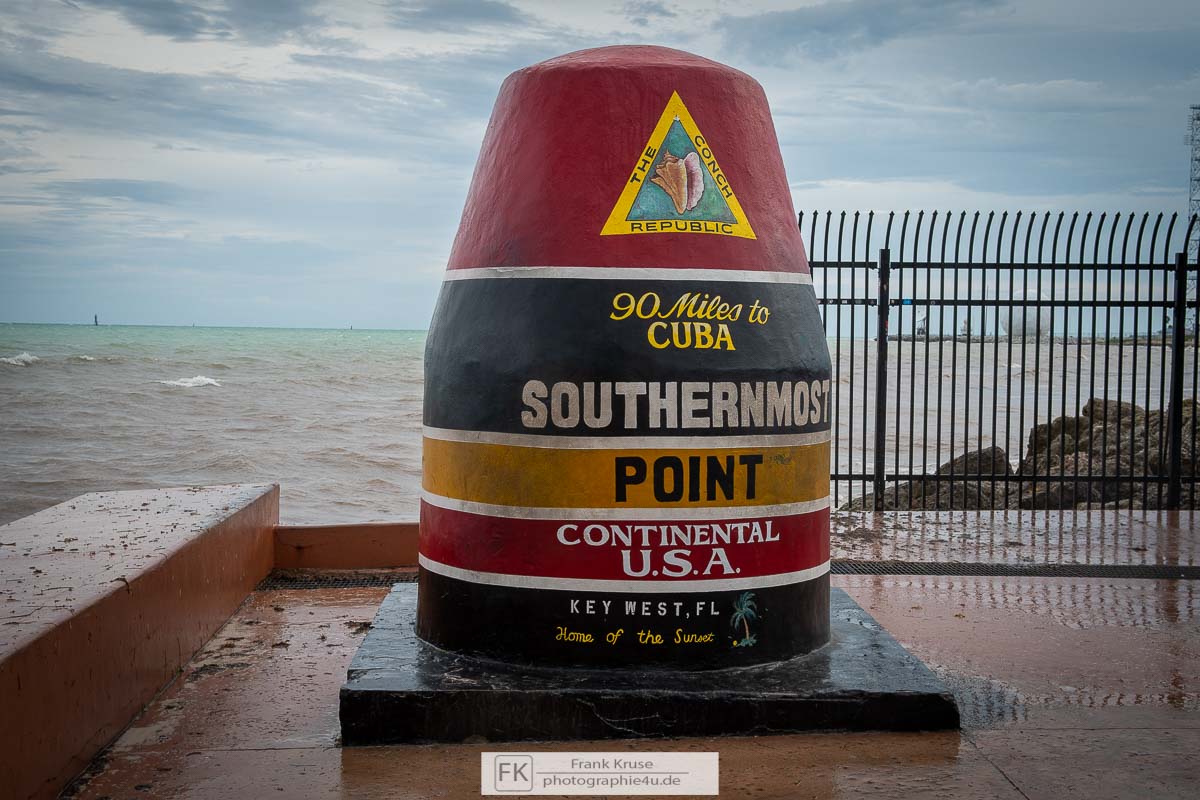 THE CONCH
REPUBLIC
90 Miles to
CUBA
SOUTHERNMOST
POINT
CONTINENTAL
U.S.A.
KEY WEST, FL
Home of the Sunset
FK
Frank Kruse
photographie4u.de